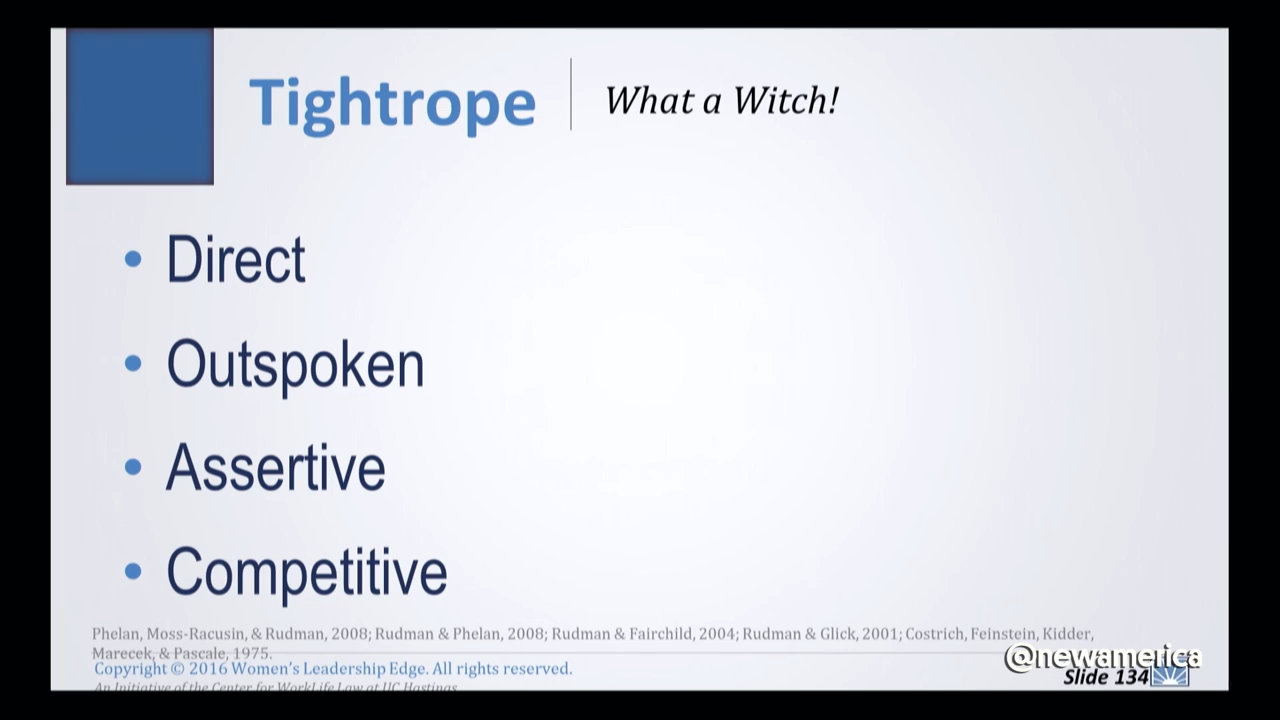 Tightrope
What a Witch!
• Direct
• Outspoken
• Assertive
• Competitive
Phelan, Moss-Racusin, & Rudman, 2008; Rudman & Phelan, 2008; Rudman & Fairchild, 2004; Rudman & Glick, 2001; Costrich, Feinstein, Kidder,
Marecek, & Pascale, 1975.
Copyright © 2016 Women's Leadership Edge. All rights reserved.
An Initiative of the Center for WorkLife Law at UC Hastings
@newamerica
Slide 134